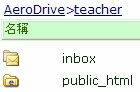 AeroDrive>teacher
名稱
inbox
public_html